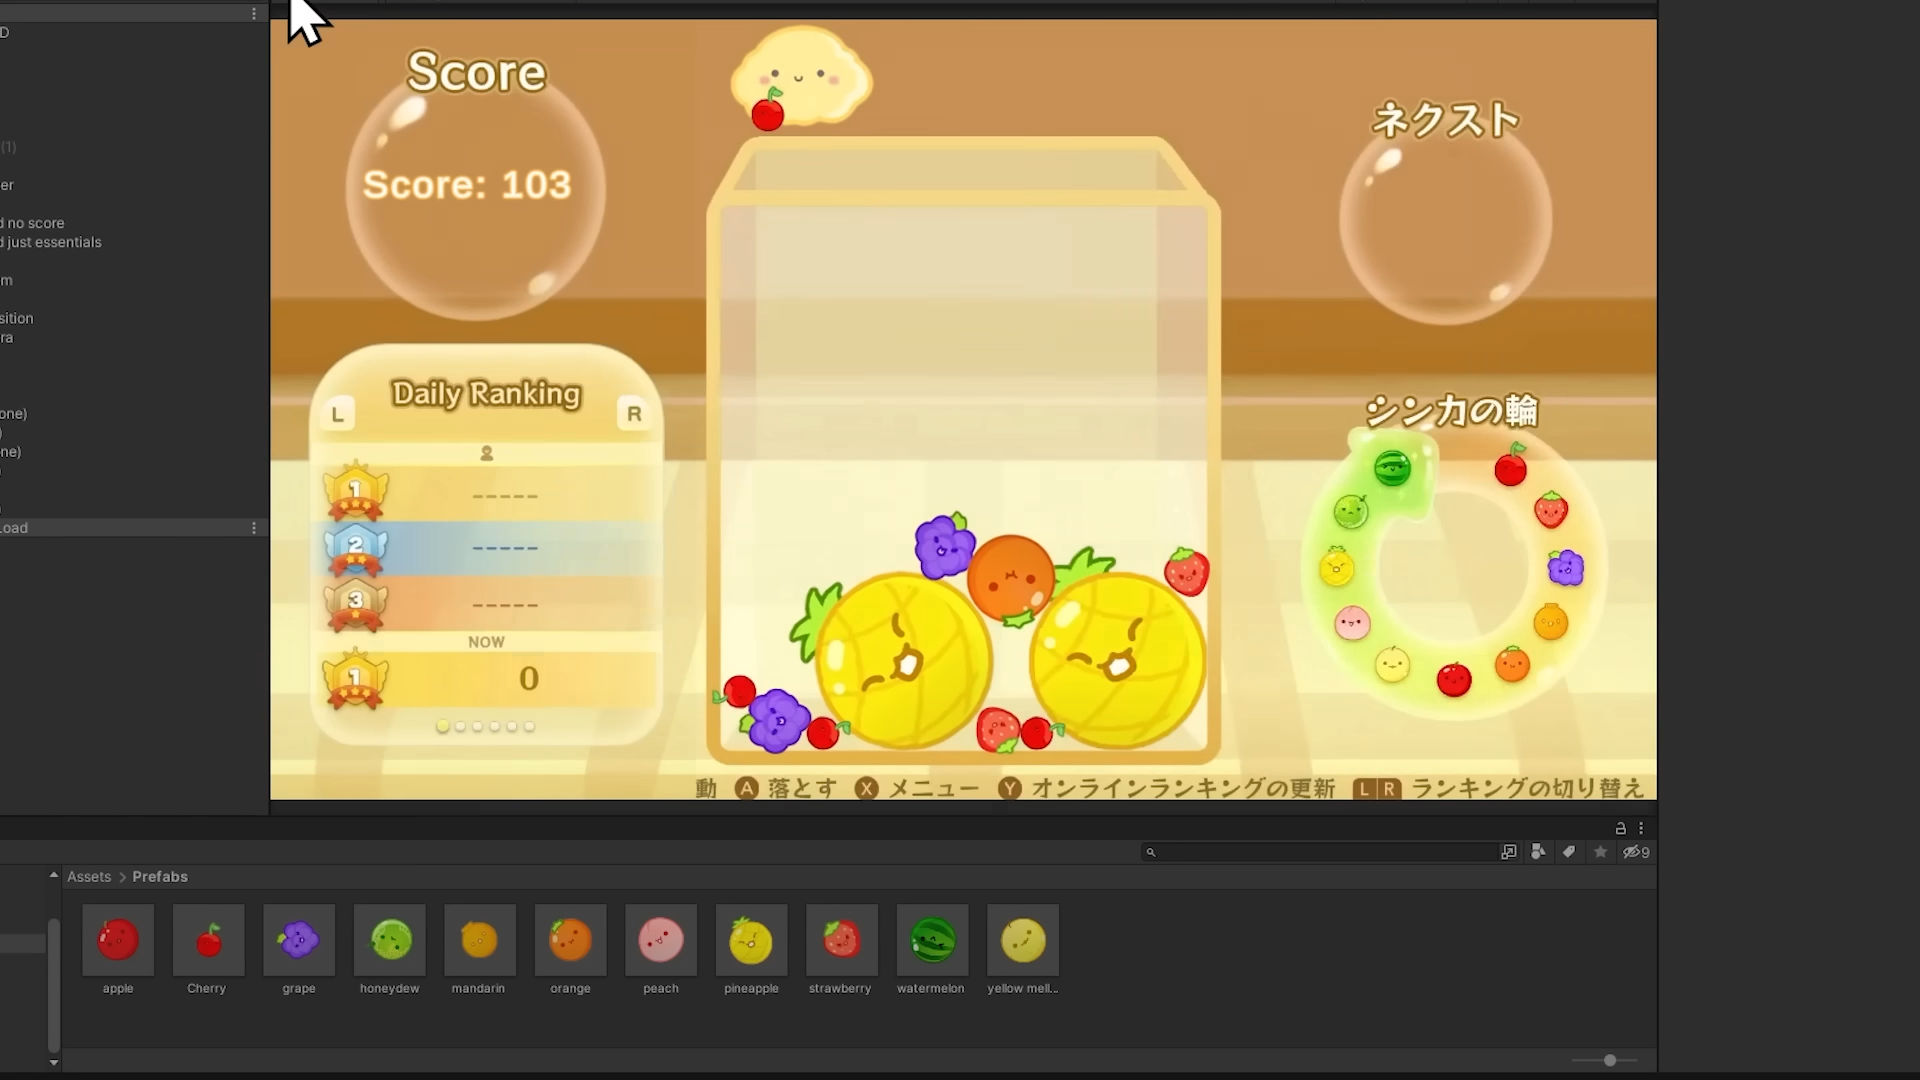 D
(1)
er
d no score
d just essentials
m
sition
ra
one)
)
ne)
Load
Score
Score: 103
ネクスト
Daily Ranking
L
R
1
-----
2
-----
3
-----
NOW
1
0
シンカの輪
動 A 落とす X メニュー Y オンラインランキングの更新 L R ランキングの切り替え
9
Assets > Prefabs
apple
Cherry
grape
honeydew
mandarin
orange
peach
pineapple
strawberry
watermelon
yellow mell...